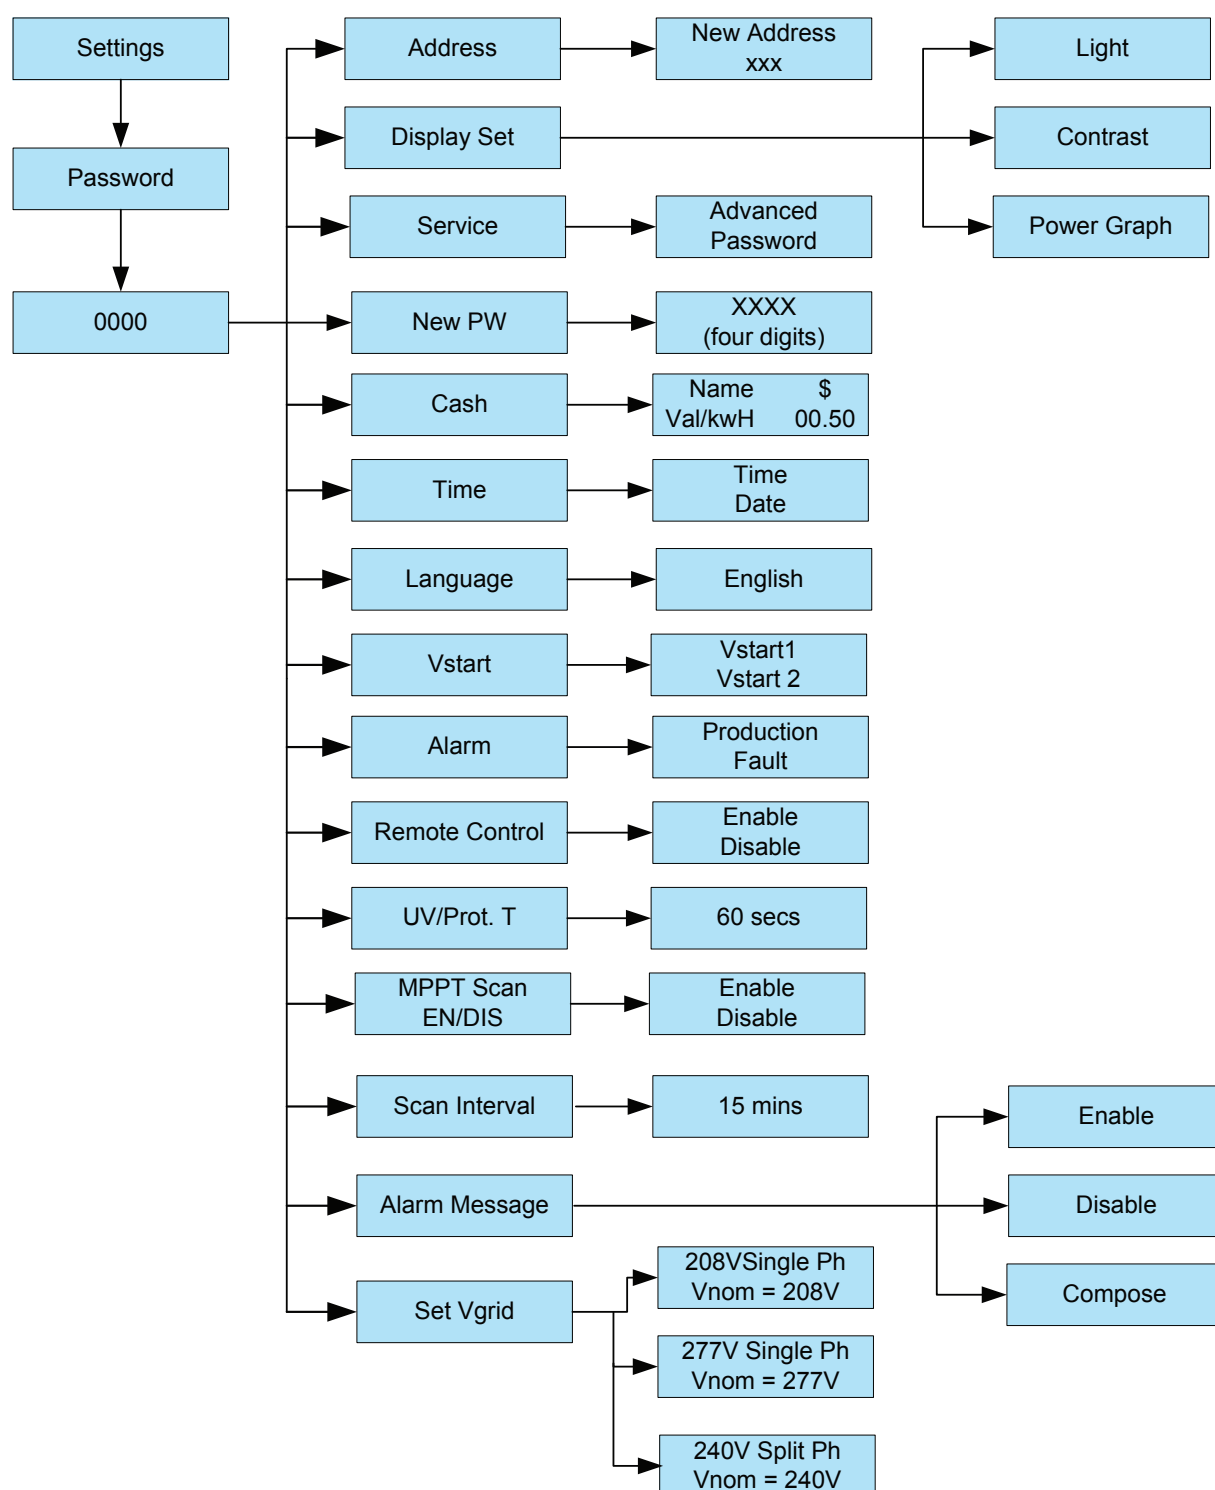 Settings
Password
0000
Address
New Address
xxx
Display Set
Light
Contrast
Power Graph
Service
Advanced
Password
New PW
XXXX
(four digits)
Cash
Name $
Val/kwH 00.50
Time
Time
Date
Language
English
Vstart
Vstart1
Vstart 2
Alarm
Production
Fault
Remote Control
Enable
Disable
UV/Prot. T
60 secs
MPPT Scan
EN/DIS
Enable
Disable
Scan Interval
15 mins
Alarm Message
Enable
Disable
Compose
Set Vgrid
208VSingle Ph
Vnom = 208V
277V Single Ph
Vnom = 277V
240V Split Ph
Vnom = 240V